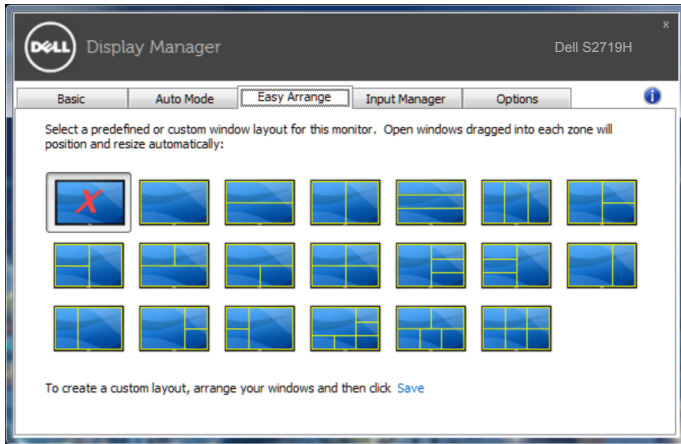 x
DELL Display Manager Dell S2719H
Basic Auto Mode Easy Arrange Input Manager Options i
Select a predefined or custom window layout for this monitor. Open windows dragged into each zone will
position and resize automatically:
X
To create a custom layout, arrange your windows and then click Save